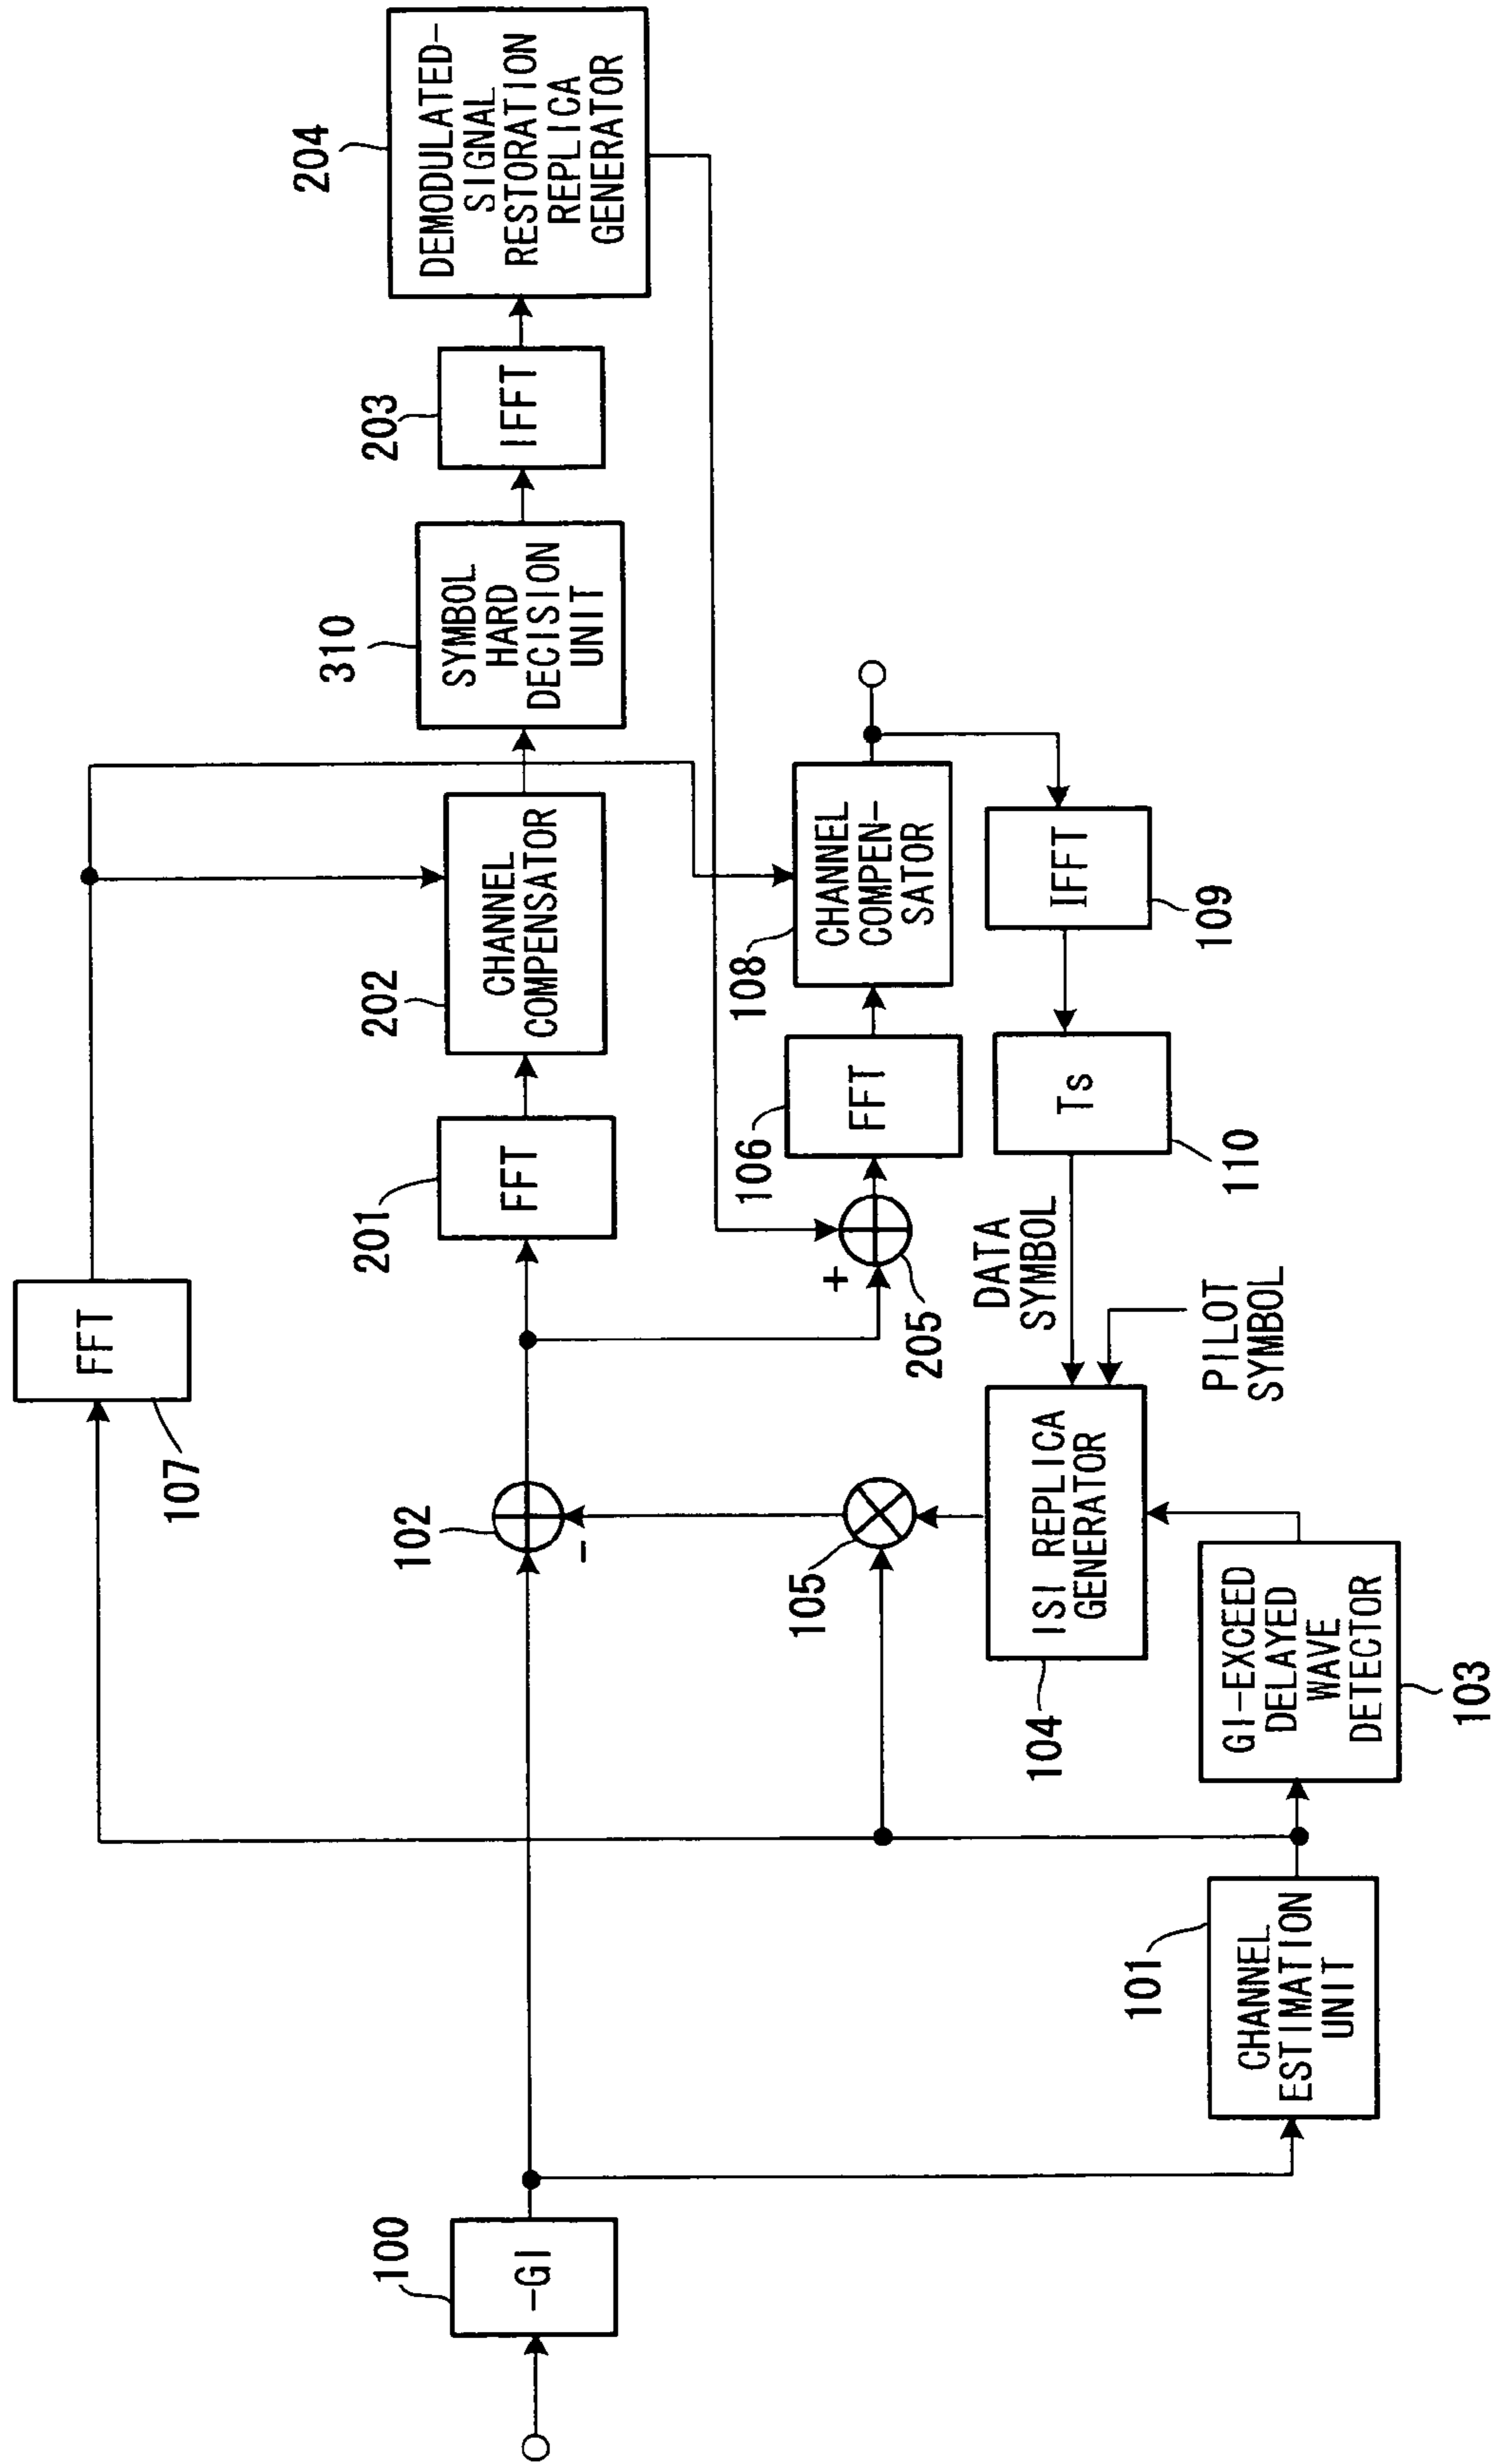 107
FFT
204
DEMODULATED-
SIGNAL
RESTORATION
REPLICA
GENERATOR
203
IFFT
310
SYMBOL
HARD
DECISION
UNIT
202
CHANNEL
COMPENSATOR
201
FFT
102
-
100
-GI
105
+
205
106
FFT
108
CHANNEL
COMPEN-
SATOR
IFFT
109
Ts
110
DATA
SYMBOL
PILOT
SYMBOL
ISI REPLICA
GENERATOR
104
GI-EXCEED
DELAYED
WAVE
DETECTOR
103
101
CHANNEL
ESTIMATION
UNIT